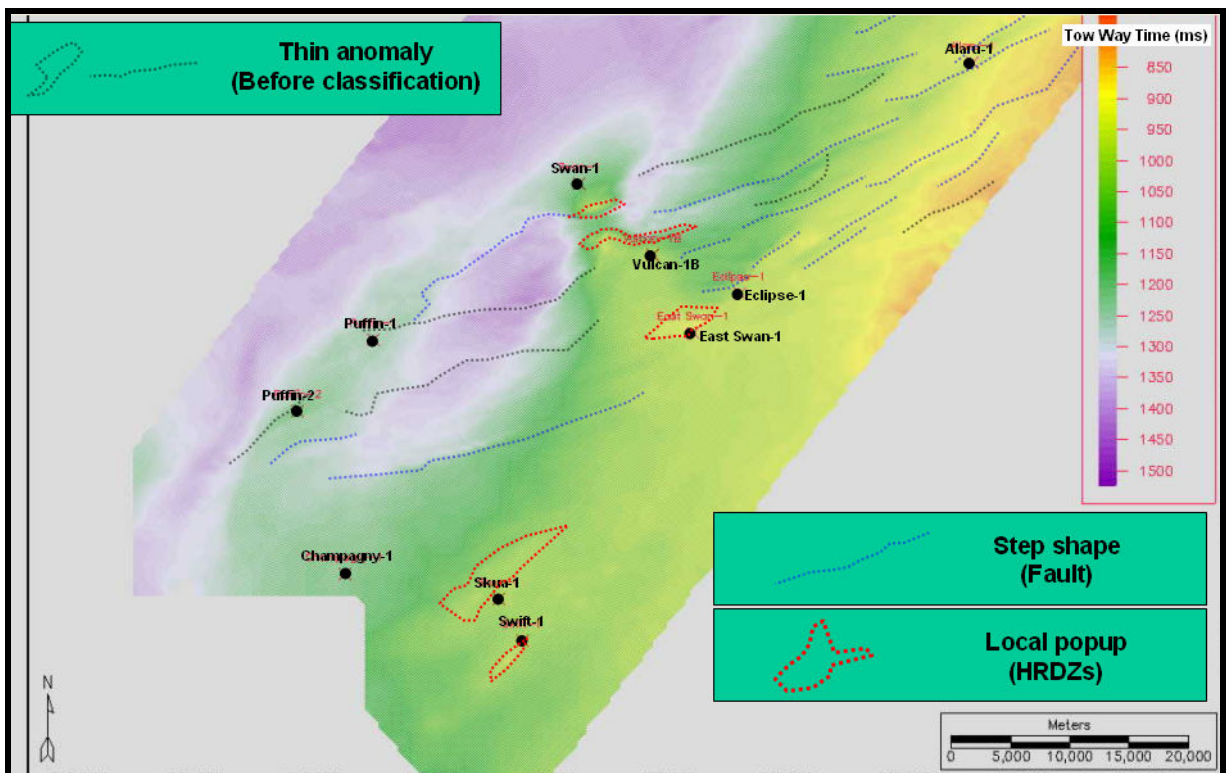 Thin anomaly
(Before classification)
Tow Way Time (ms)
850
900
950
1000
1050
1100
1150
1200
1250
1300
1350
1400
1450
1500
Alaru-1
Swan-1
Vulcan-1B
Eclipse-1
Eclipse-1
East Swan-1
East Swan-1
Puffin-1
Puffin-2
Champagny-1
Skua-1
Swift-1
Step shape
(Fault)
Local popup
(HRDZs)
N
Meters
0 5,000 10,000 15,000 20,000